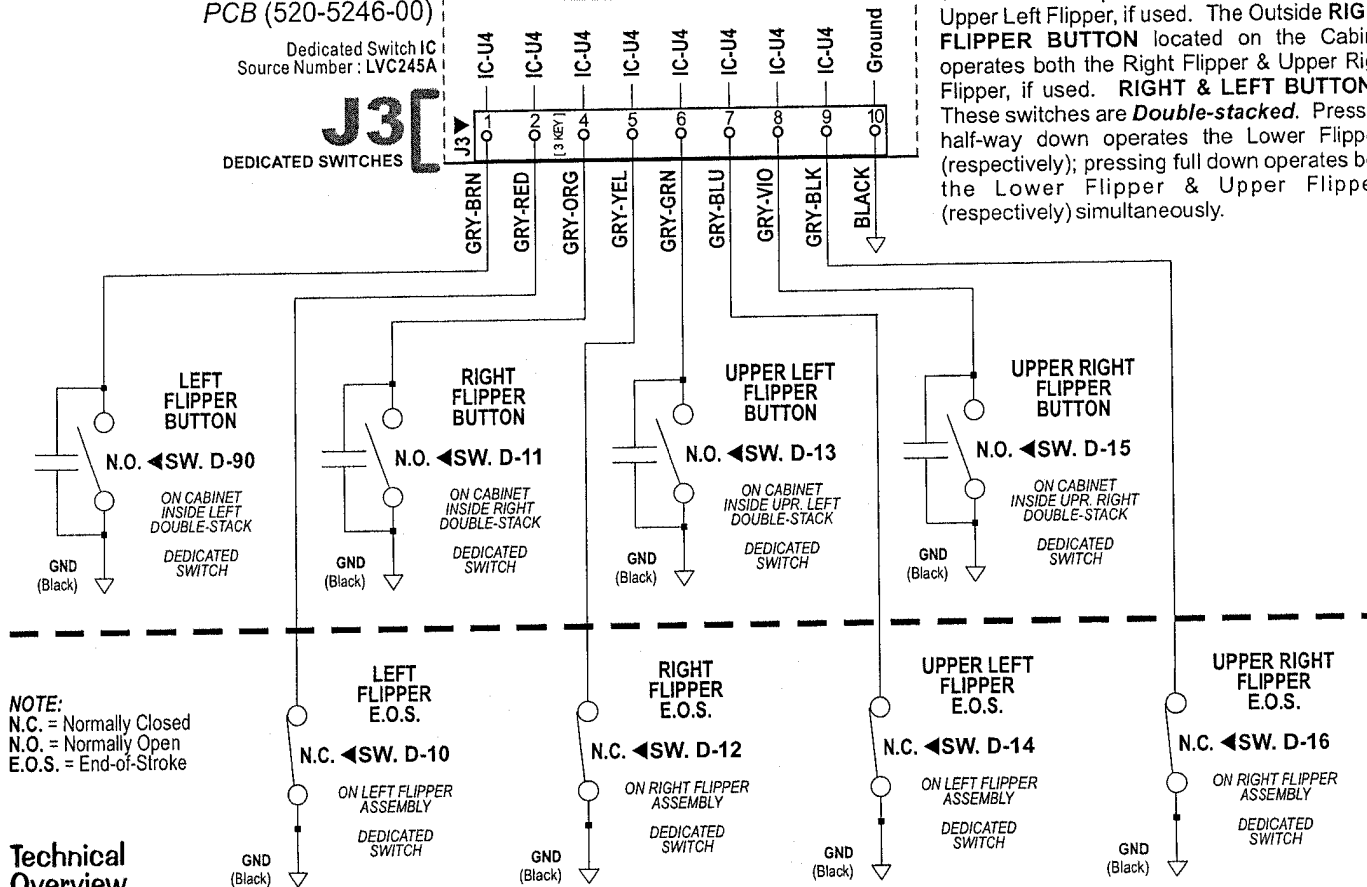 PCB (520-5246-00)
Dedicated Switch IC
Source Number : LVC245A
J3
DEDICATED SWITCHES
IC-U4
IC-U4
IC-U4
IC-U4
IC-U4
IC-U4
IC-U4
IC-U4
Ground
J3
1
2
[3 KEY]
4
5
6
7
8
9
10
GRY-BRN
GRY-RED
GRY-ORG
GRY-YEL
GRY-GRN
GRY-BLU
GRY-VIO
GRY-BLK
BLACK
Upper Left Flipper, if used. The Outside RIG
FLIPPER BUTTON located on the Cabin
operates both the Right Flipper & Upper Rig
Flipper, if used. RIGHT & LEFT BUTTON
These switches are Double-stacked. Press
half-way down operates the Lower Flipp
(respectively); pressing full down operates b
the Lower Flipper & Upper Flippe
(respectively) simultaneously.
LEFT
FLIPPER
BUTTON
N.O. ◄SW. D-90
ON CABINET
INSIDE LEFT
DOUBLE-STACK
DEDICATED
SWITCH
GND
(Black)
RIGHT
FLIPPER
BUTTON
N.O. ◄SW. D-11
ON CABINET
INSIDE RIGHT
DOUBLE-STACK
DEDICATED
SWITCH
GND
(Black)
UPPER LEFT
FLIPPER
BUTTON
N.O. ◄SW. D-13
ON CABINET
INSIDE UPR. LEFT
DOUBLE-STACK
DEDICATED
SWITCH
GND
(Black)
UPPER RIGHT
FLIPPER
BUTTON
N.O. ◄SW. D-15
ON CABINET
INSIDE UPR. RIGHT
DOUBLE-STACK
DEDICATED
SWITCH
GND
(Black)
NOTE:
N.C. = Normally Closed
N.O. = Normally Open
E.O.S. = End-of-Stroke
LEFT
FLIPPER
E.O.S.
N.C. ◄SW. D-10
ON LEFT FLIPPER
ASSEMBLY
DEDICATED
SWITCH
GND
(Black)
RIGHT
FLIPPER
E.O.S.
N.C. ◄SW. D-12
ON RIGHT FLIPPER
ASSEMBLY
DEDICATED
SWITCH
GND
(Black)
UPPER LEFT
FLIPPER
E.O.S.
N.C. ◄SW. D-14
ON LEFT FLIPPER
ASSEMBLY
DEDICATED
SWITCH
GND
(Black)
UPPER RIGHT
FLIPPER
E.O.S.
N.C. ◄SW. D-16
ON RIGHT FLIPPER
ASSEMBLY
DEDICATED
SWITCH
GND
(Black)
Technical
Overview